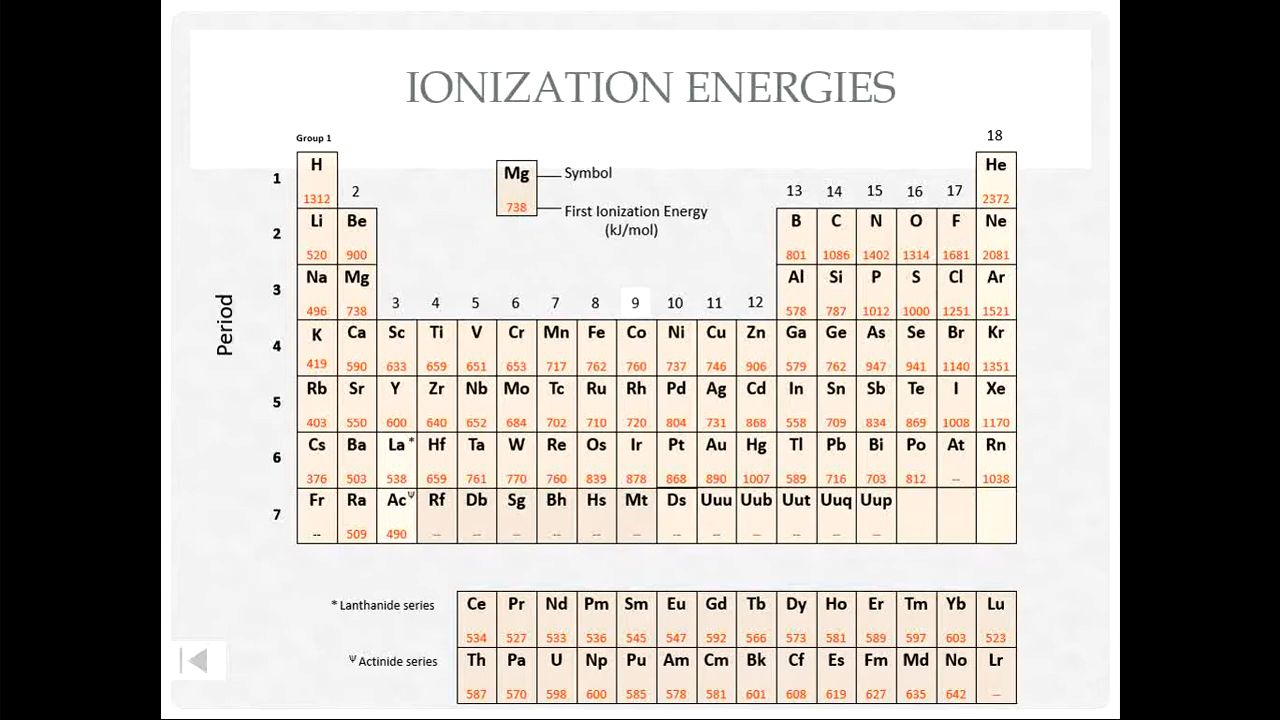 IONIZATION ENERGIES
Group 1
18
H
He
1
Mg
Symbol
2
13 14 15 16 17
1312
2372
738
First Ionization Energy
(kJ/mol)
Li Be B C N O F Ne
2
520 900 801 1086 1402 1314 1681 2081
Na Mg Al Si P S Cl Ar
3
3 4 5 6 7 8 9 10 11 12
496 738 578 787 1012 1000 1251 1521
Period
K Ca Sc Ti V Cr Mn Fe Co Ni Cu Zn Ga Ge As Se Br Kr
4
419 590 633 659 651 653 717 762 760 737 746 906 579 762 947 941 1140 1351
Rb Sr Y Zr Nb Mo Tc Ru Rh Pd Ag Cd In Sn Sb Te I Xe
5
403 550 600 640 652 684 702 710 720 804 731 868 558 709 834 869 1008 1170
Cs Ba La* Hf Ta W Re Os Ir Pt Au Hg Tl Pb Bi Po At Rn
6
376 503 538 659 761 770 760 839 878 868 890 1007 589 716 703 812 -- 1038
Fr Ra AcΨ Rf Db Sg Bh Hs Mt Ds Uuu Uub Uut Uuq Uup
7
-- 509 490 -- -- -- -- -- -- -- -- -- -- -- --
* Lanthanide series
Ce Pr Nd Pm Sm Eu Gd Tb Dy Ho Er Tm Yb Lu
534 527 533 536 545 547 592 566 573 581 589 597 603 523
Ψ Actinide series
Th Pa U Np Pu Am Cm Bk Cf Es Fm Md No Lr
587 570 598 600 585 578 581 601 608 619 627 635 642 --